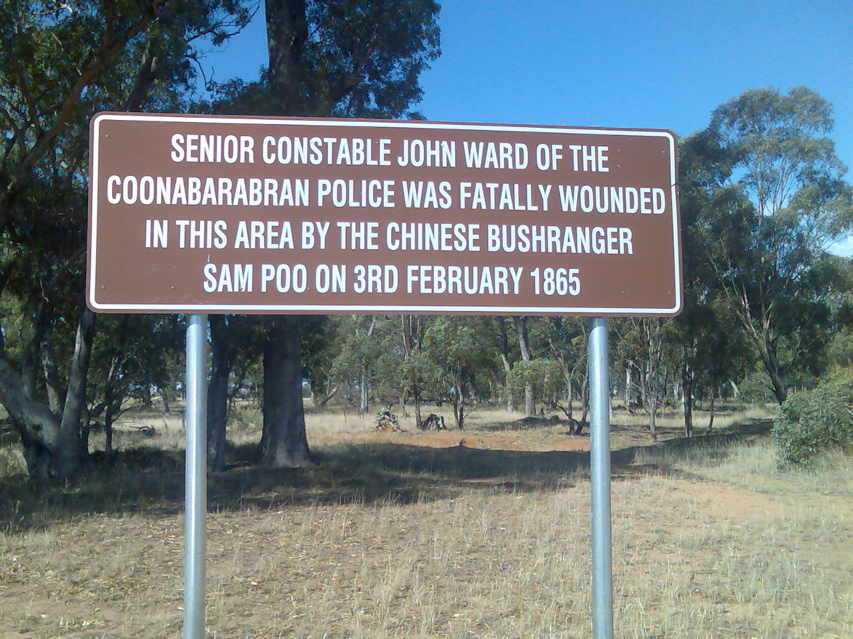 SENIOR CONSTABLE JOHN WARD OF THE
COONABARABRAN POLICE WAS FATALLY WOUNDED
IN THIS AREA BY THE CHINESE BUSHRANGER
SAM POO ON 3RD FEBRUARY 1865